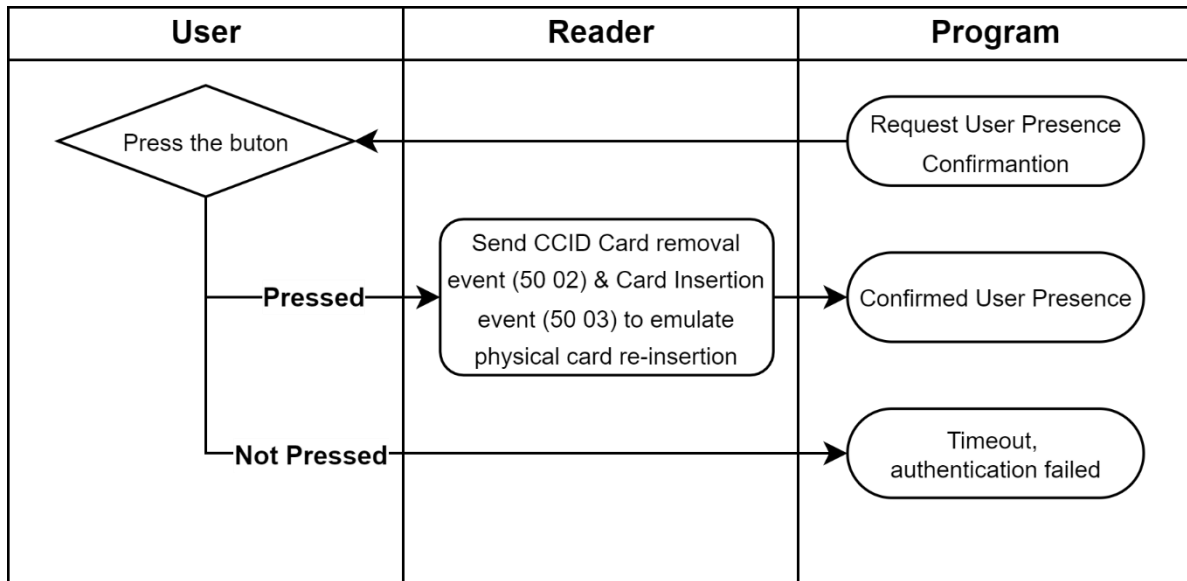 User
Reader
Program
Press the buton
Request User Presence
Confirmantion
Pressed
Send CCID Card removal
event (50 02) & Card Insertion
event (50 03) to emulate
physical card re-insertion
Confirmed User Presence
Not Pressed
Timeout,
authentication failed